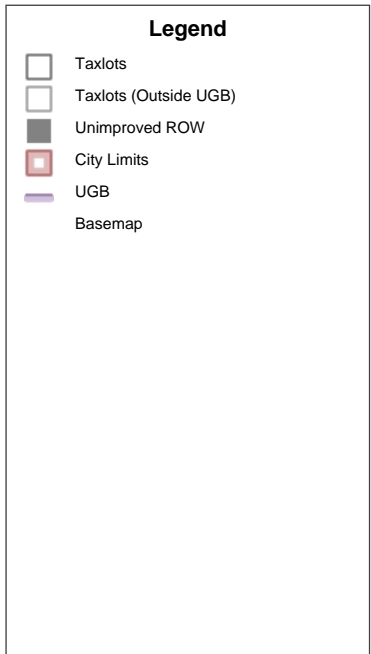 Legend
Taxlots
Taxlots (Outside UGB)
Unimproved ROW
City Limits
UGB
Basemap